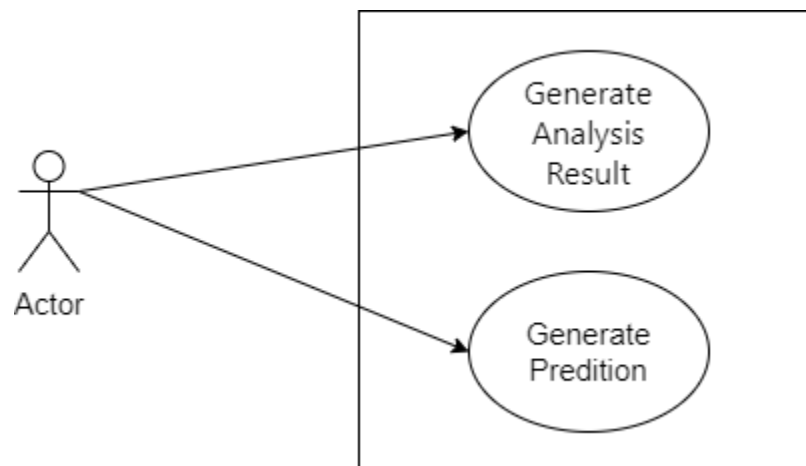 Generate
Analysis
Result
Actor
Generate
Predition